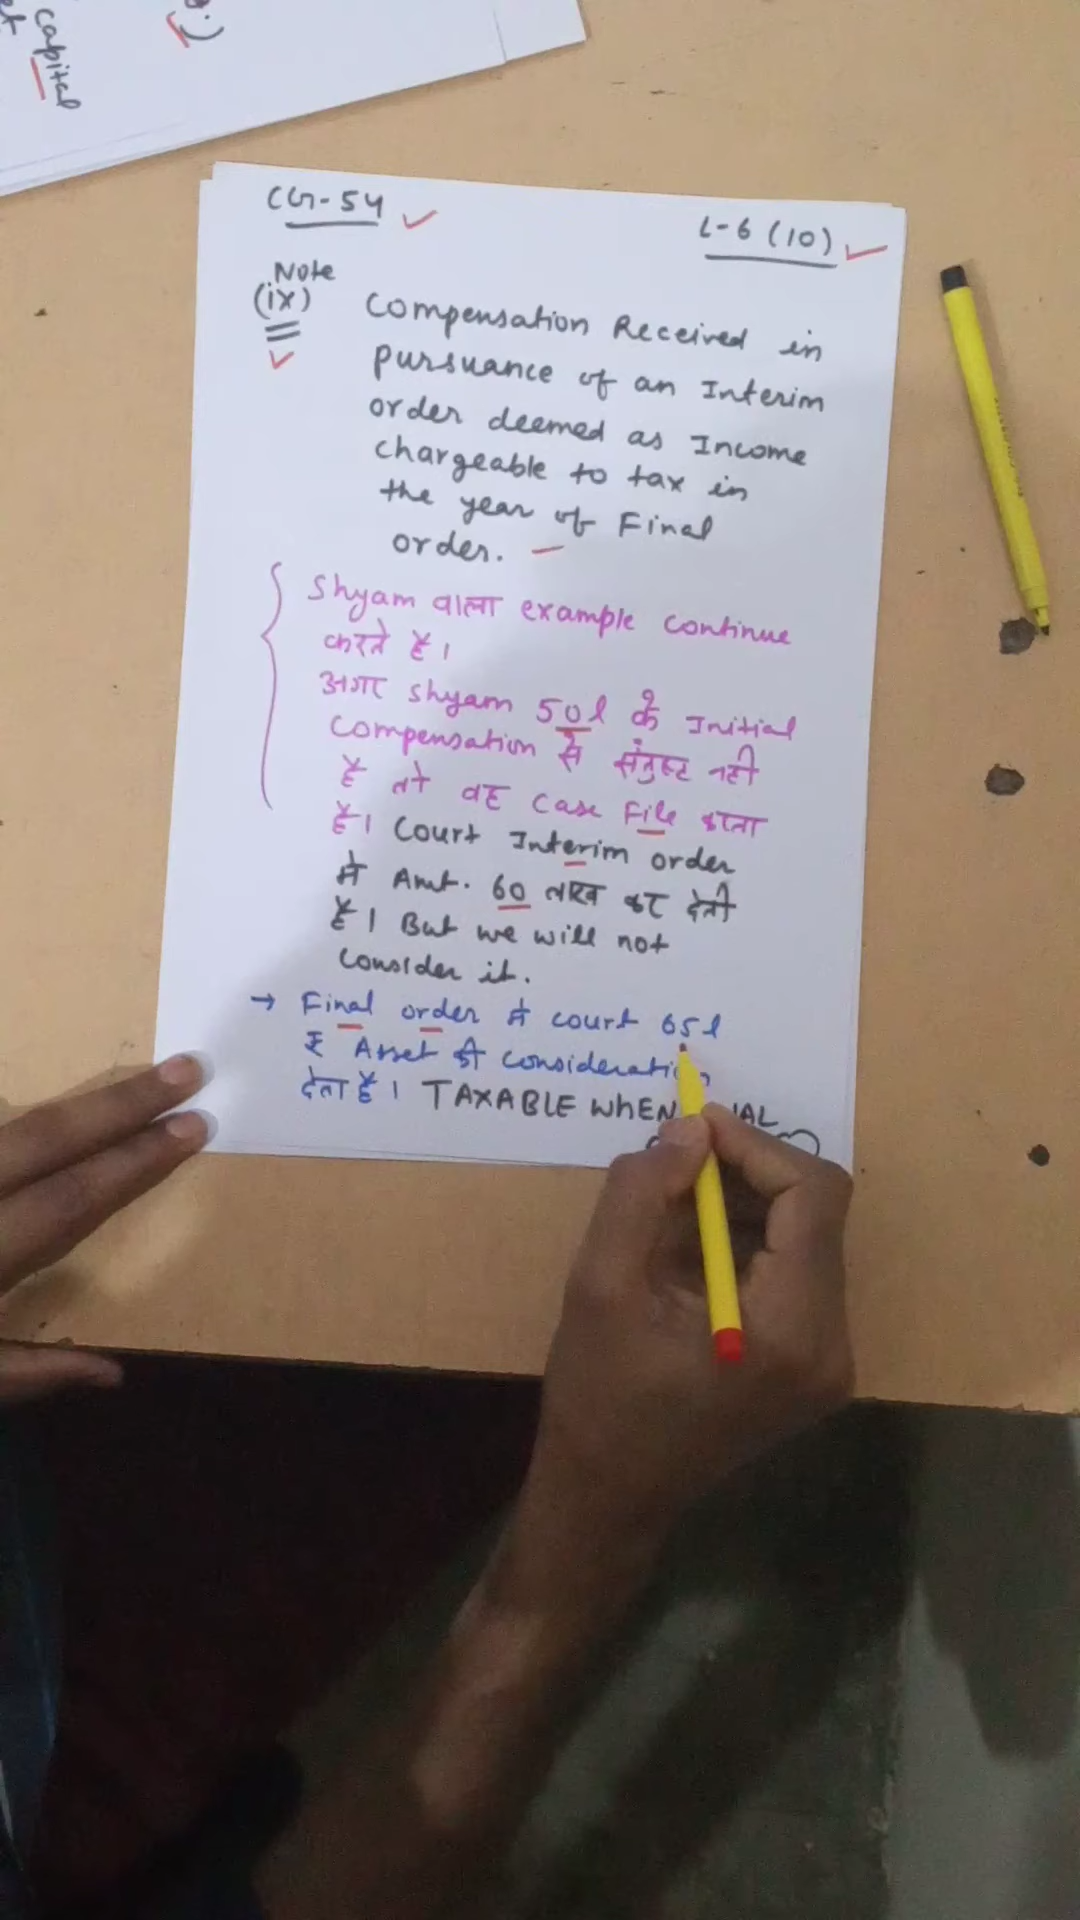 capital
CG-54
L-6 (10)
Note
(ix) Compensation Received in
pursuance of an Interim
order deemed as Income
chargeable to tax in
the year of Final
order.
Shyam वाला example continue
करते है।
अगर Shyam 50l के Initial
Compensation से संतुष्ट नही
है तो वह case File करता
है। Court Interim order
में Amt. 60 लाख कर देती
है। But we will not
consider it.
→ Final order में court 65l
₹ Asset की consideration
देता है। TAXABLE WHEN